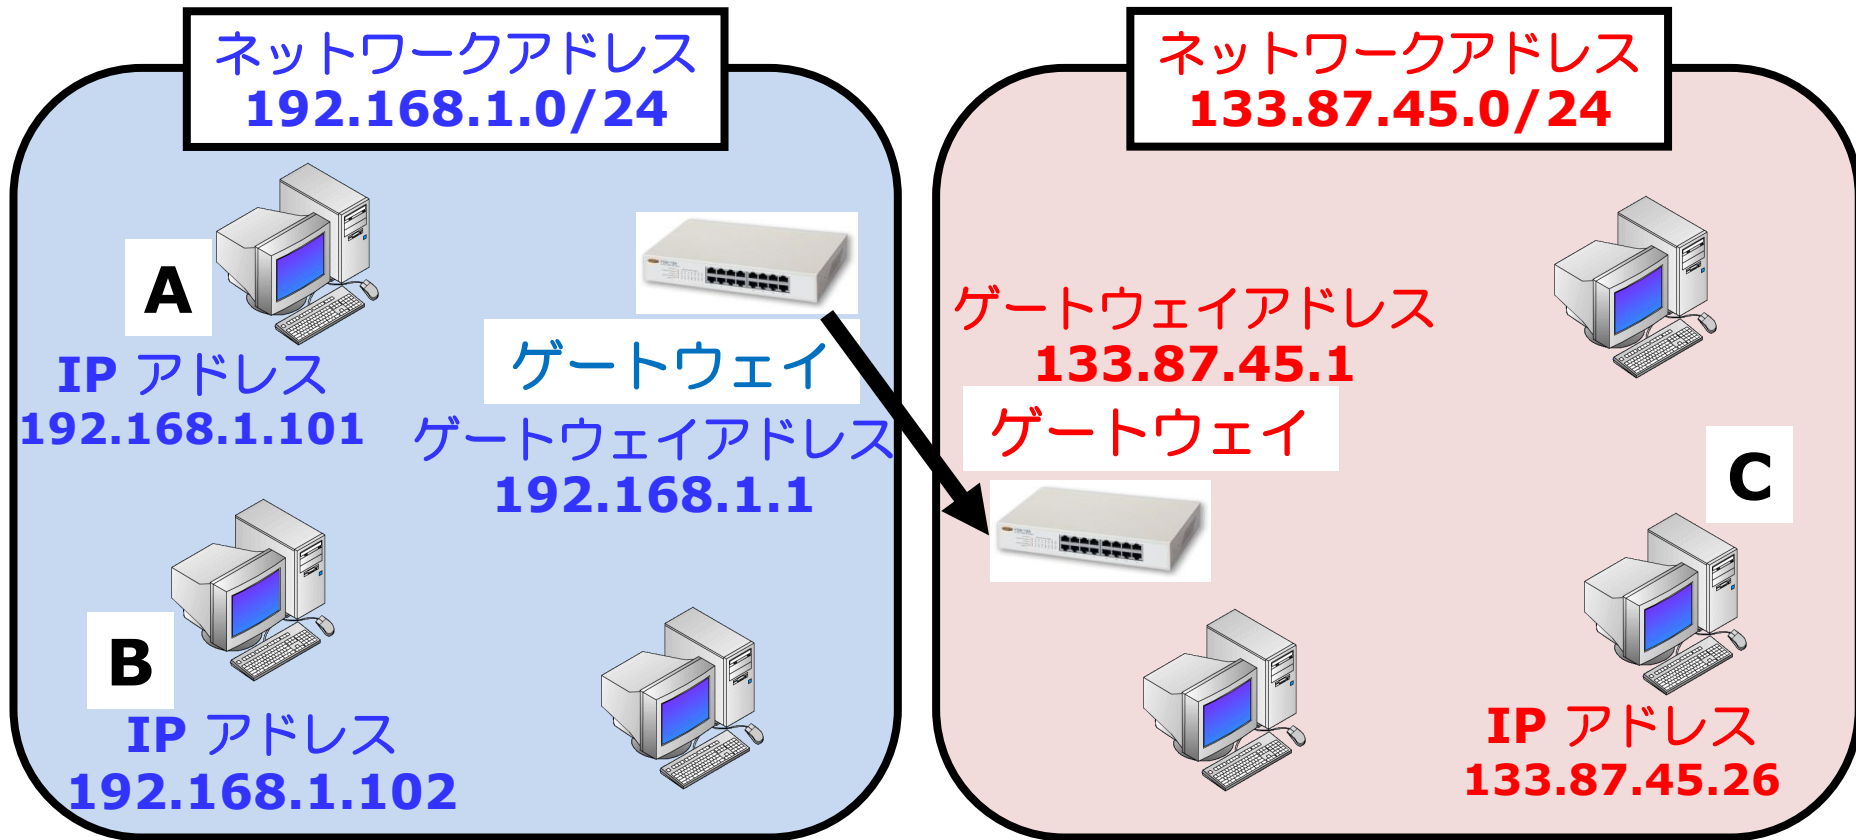 ネットワークアドレス
192.168.1.0/24
A
IP アドレス
192.168.1.101
ゲートウェイ
ゲートウェイアドレス
192.168.1.1
B
IP アドレス
192.168.1.102
ネットワークアドレス
133.87.45.0/24
ゲートウェイアドレス
133.87.45.1
ゲートウェイ
C
IP アドレス
133.87.45.26